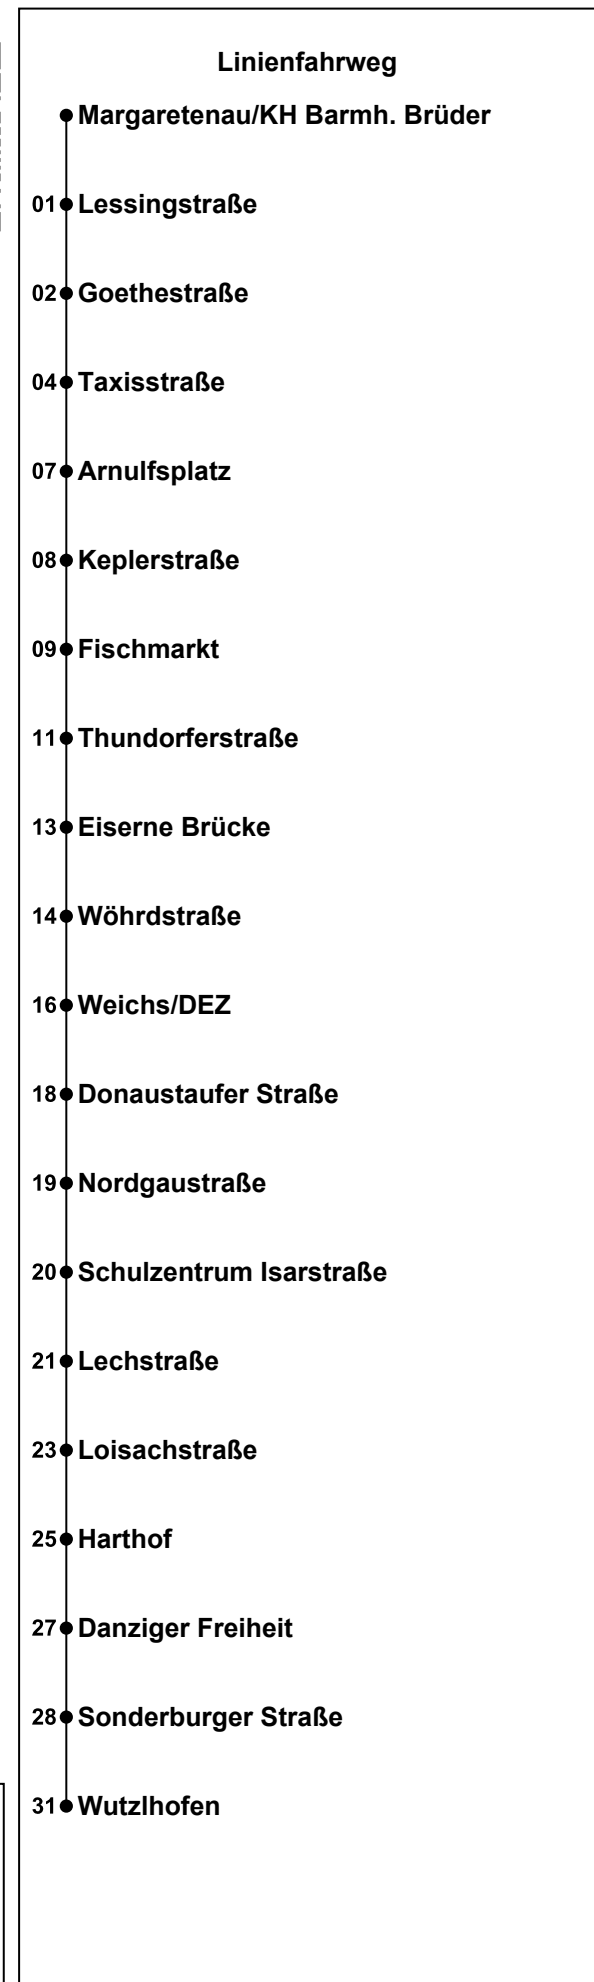 Linienfahrweg
Margaretenau/KH Barmh. Brüder
01 Lessingstraße
02 Goethestraße
04 Taxisstraße
07 Arnulfsplatz
08 Keplerstraße
09 Fischmarkt
11 Thundorferstraße
13 Eiserne Brücke
14 Wöhrdstraße
16 Weichs/DEZ
18 Donaustaufer Straße
19 Nordgaustraße
20 Schulzentrum Isarstraße
21 Lechstraße
23 Loisachstraße
25 Harthof
27 Danziger Freiheit
28 Sonderburger Straße
31 Wutzlhofen